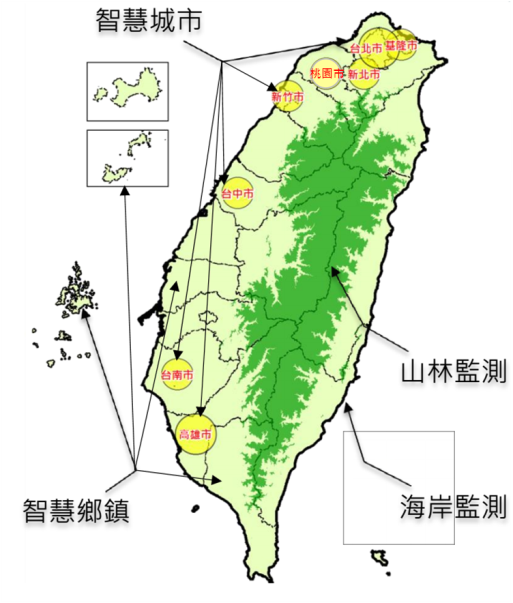 智慧城市
台北市
基隆市
桃園市
新北市
新竹市
台中市
山林監測
台南市
高雄市
智慧鄉鎮
海岸監測